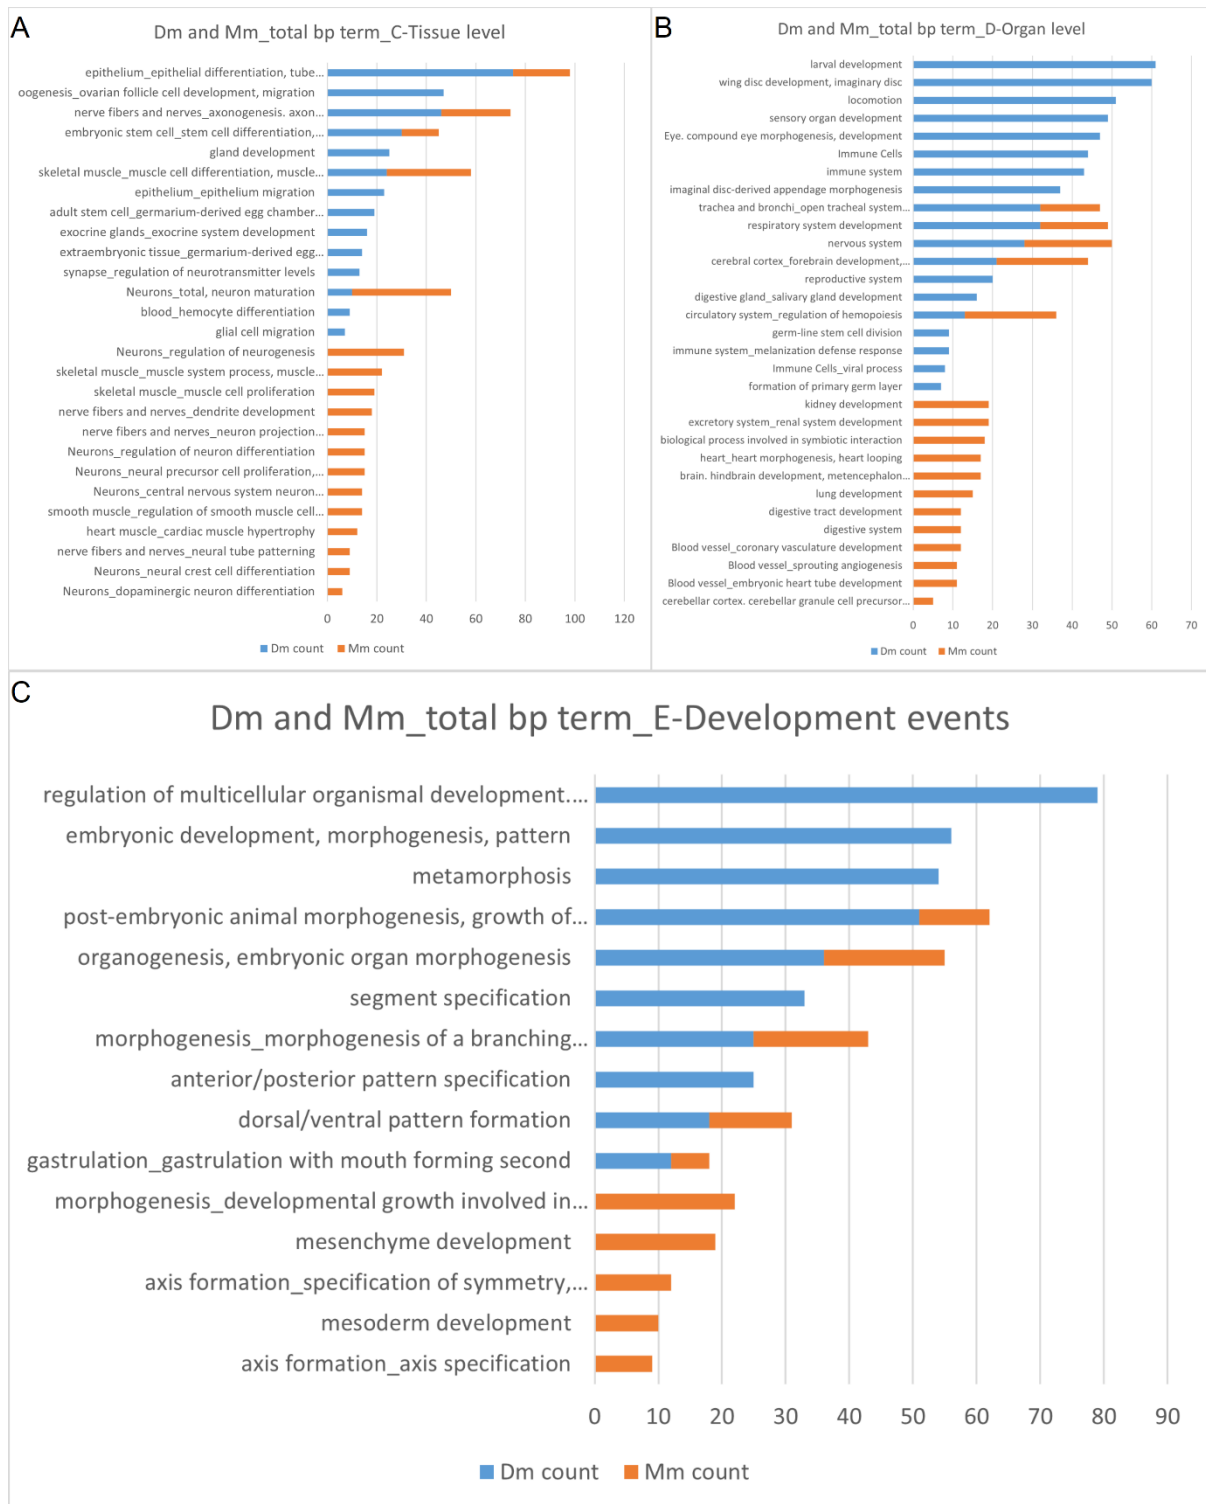 A
Dm and Mm_total bp term_C-Tissue level
epithelium_epithelial differentiation, tube...
oogenesis_ovarian follicle cell development, migration
nerve fibers and nerves_axonogenesis. axon...
embryonic stem cell_stem cell differentiation,...
gland development
skeletal muscle_muscle cell differentiation, muscle...
epithelium_epithelium migration
adult stem cell_germarium-derived egg chamber...
exocrine glands_exocrine system development
extraembryonic tissue_germarium-derived egg...
synapse_regulation of neurotransmitter levels
Neurons_total, neuron maturation
blood_hemocyte differentiation
glial cell migration
Neurons_regulation of neurogenesis
skeletal muscle_muscle system process, muscle...
skeletal muscle_muscle cell proliferation
nerve fibers and nerves_dendrite development
nerve fibers and nerves_neuron projection...
Neurons_regulation of neuron differentiation
Neurons_neural precursor cell proliferation,...
Neurons_central nervous system neuron...
smooth muscle_regulation of smooth muscle cell...
heart muscle_cardiac muscle hypertrophy
nerve fibers and nerves_neural tube patterning
Neurons_neural crest cell differentiation
Neurons_dopaminergic neuron differentiation
0 20 40 60 80 100 120
Dm count Mm count
B
Dm and Mm_total bp term_D-Organ level
larval development
wing disc development, imaginary disc
locomotion
sensory organ development
Eye. compound eye morphogenesis, development
Immune Cells
immune system
imaginal disc-derived appendage morphogenesis
trachea and bronchi_open tracheal system...
respiratory system development
nervous system
cerebral cortex_forebrain development,...
reproductive system
digestive gland_salivary gland development
circulatory system_regulation of hemopoiesis
germ-line stem cell division
immune system_melanization defense response
Immune Cells_viral process
formation of primary germ layer
kidney development
excretory system_renal system development
biological process involved in symbiotic interaction
heart_heart morphogenesis, heart looping
brain. hindbrain development, metencephalon...
lung development
digestive tract development
digestive system
Blood vessel_coronary vasculature development
Blood vessel_sprouting angiogenesis
Blood vessel_embryonic heart tube development
cerebellar cortex. cerebellar granule cell precursor...
0 10 20 30 40 50 60 70
Dm count Mm count
C
Dm and Mm_total bp term_E-Development events
regulation of multicellular organismal development....
embryonic development, morphogenesis, pattern
metamorphosis
post-embryonic animal morphogenesis, growth of...
organogenesis, embryonic organ morphogenesis
segment specification
morphogenesis_morphogenesis of a branching...
anterior/posterior pattern specification
dorsal/ventral pattern formation
gastrulation_gastrulation with mouth forming second
morphogenesis_developmental growth involved in...
mesenchyme development
axis formation_specification of symmetry,...
mesoderm development
axis formation_axis specification
0 10 20 30 40 50 60 70 80 90
Dm count Mm count